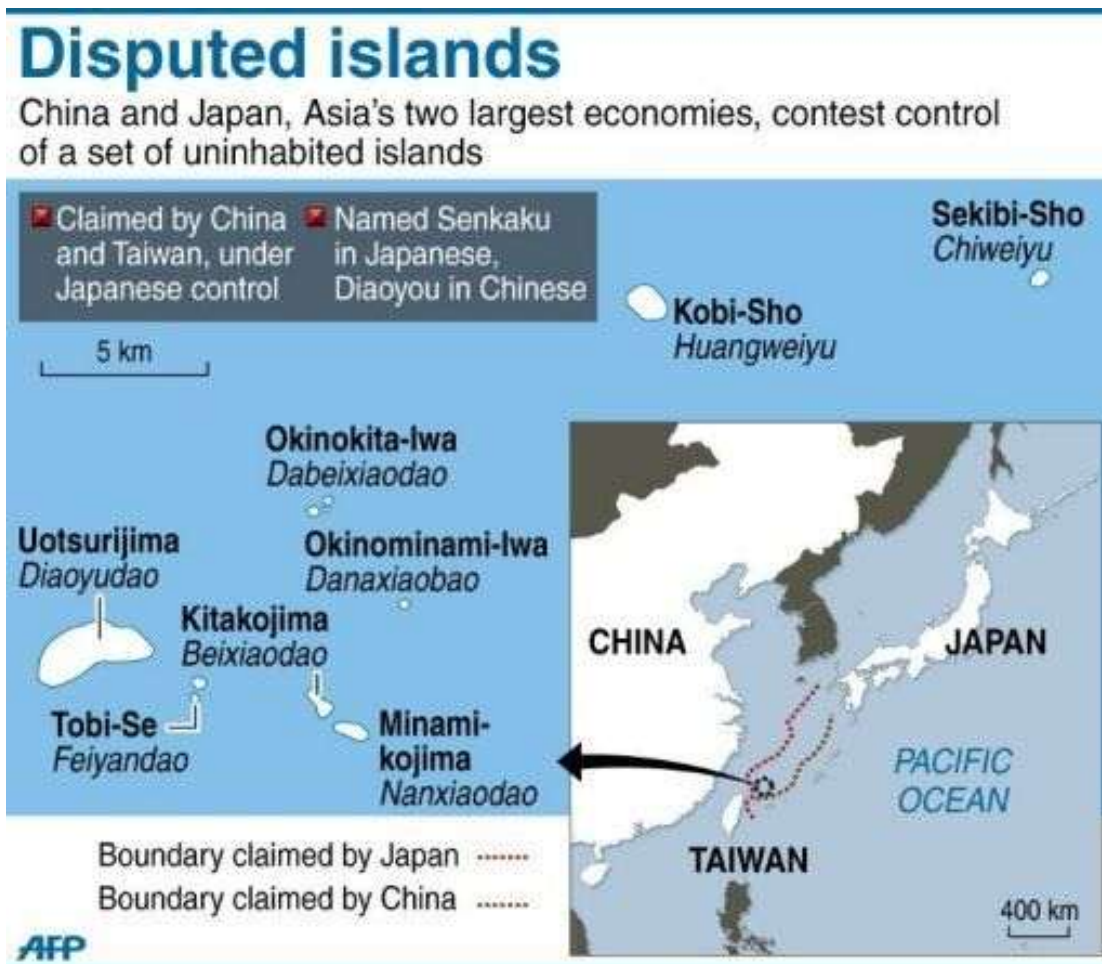 Disputed islands
China and Japan, Asia's two largest economies, contest control
of a set of uninhabited islands
Claimed by China
and Taiwan, under
Japanese control
Named Senkaku
in Japanese,
Diaoyou in Chinese
Sekibi-Sho
Chiweiyu
Kobi-Sho
Huangweiyu
5 km
Okinokita-Iwa
Dabeixiaodao
Uotsurijima
Diaoyudao
Okinominami-Iwa
Danaxiaobao
Kitakojima
Beixiaodao
Tobi-Se
Feiyandao
Minami-
kojima
Nanxiaodao
CHINA
JAPAN
PACIFIC
OCEAN
TAIWAN
400 km
Boundary claimed by Japan
Boundary claimed by China
AFP